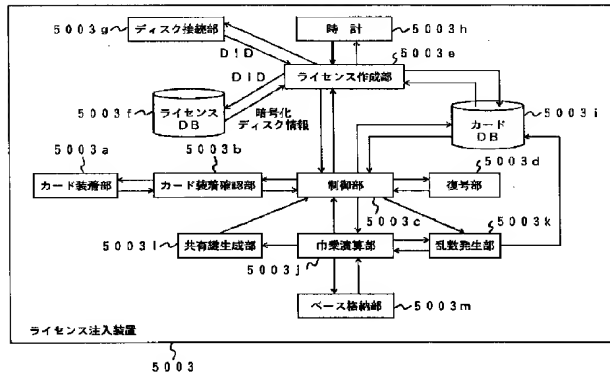 5003g
ディスク接続部
時計
5003h
DID
5003e
DID
ライセンス作成部
5003f
ライセンス
DB
暗号化
ディスク情報
5003i
カード
DB
5003a
5003b
5003d
カード装着部
カード装着確認部
制御部
復号部
5003c
5003k
5003l
共有鍵生成部
巾乗演算部
乱数発生部
5003j
ベース格納部
5003m
ライセンス注入装置
5003